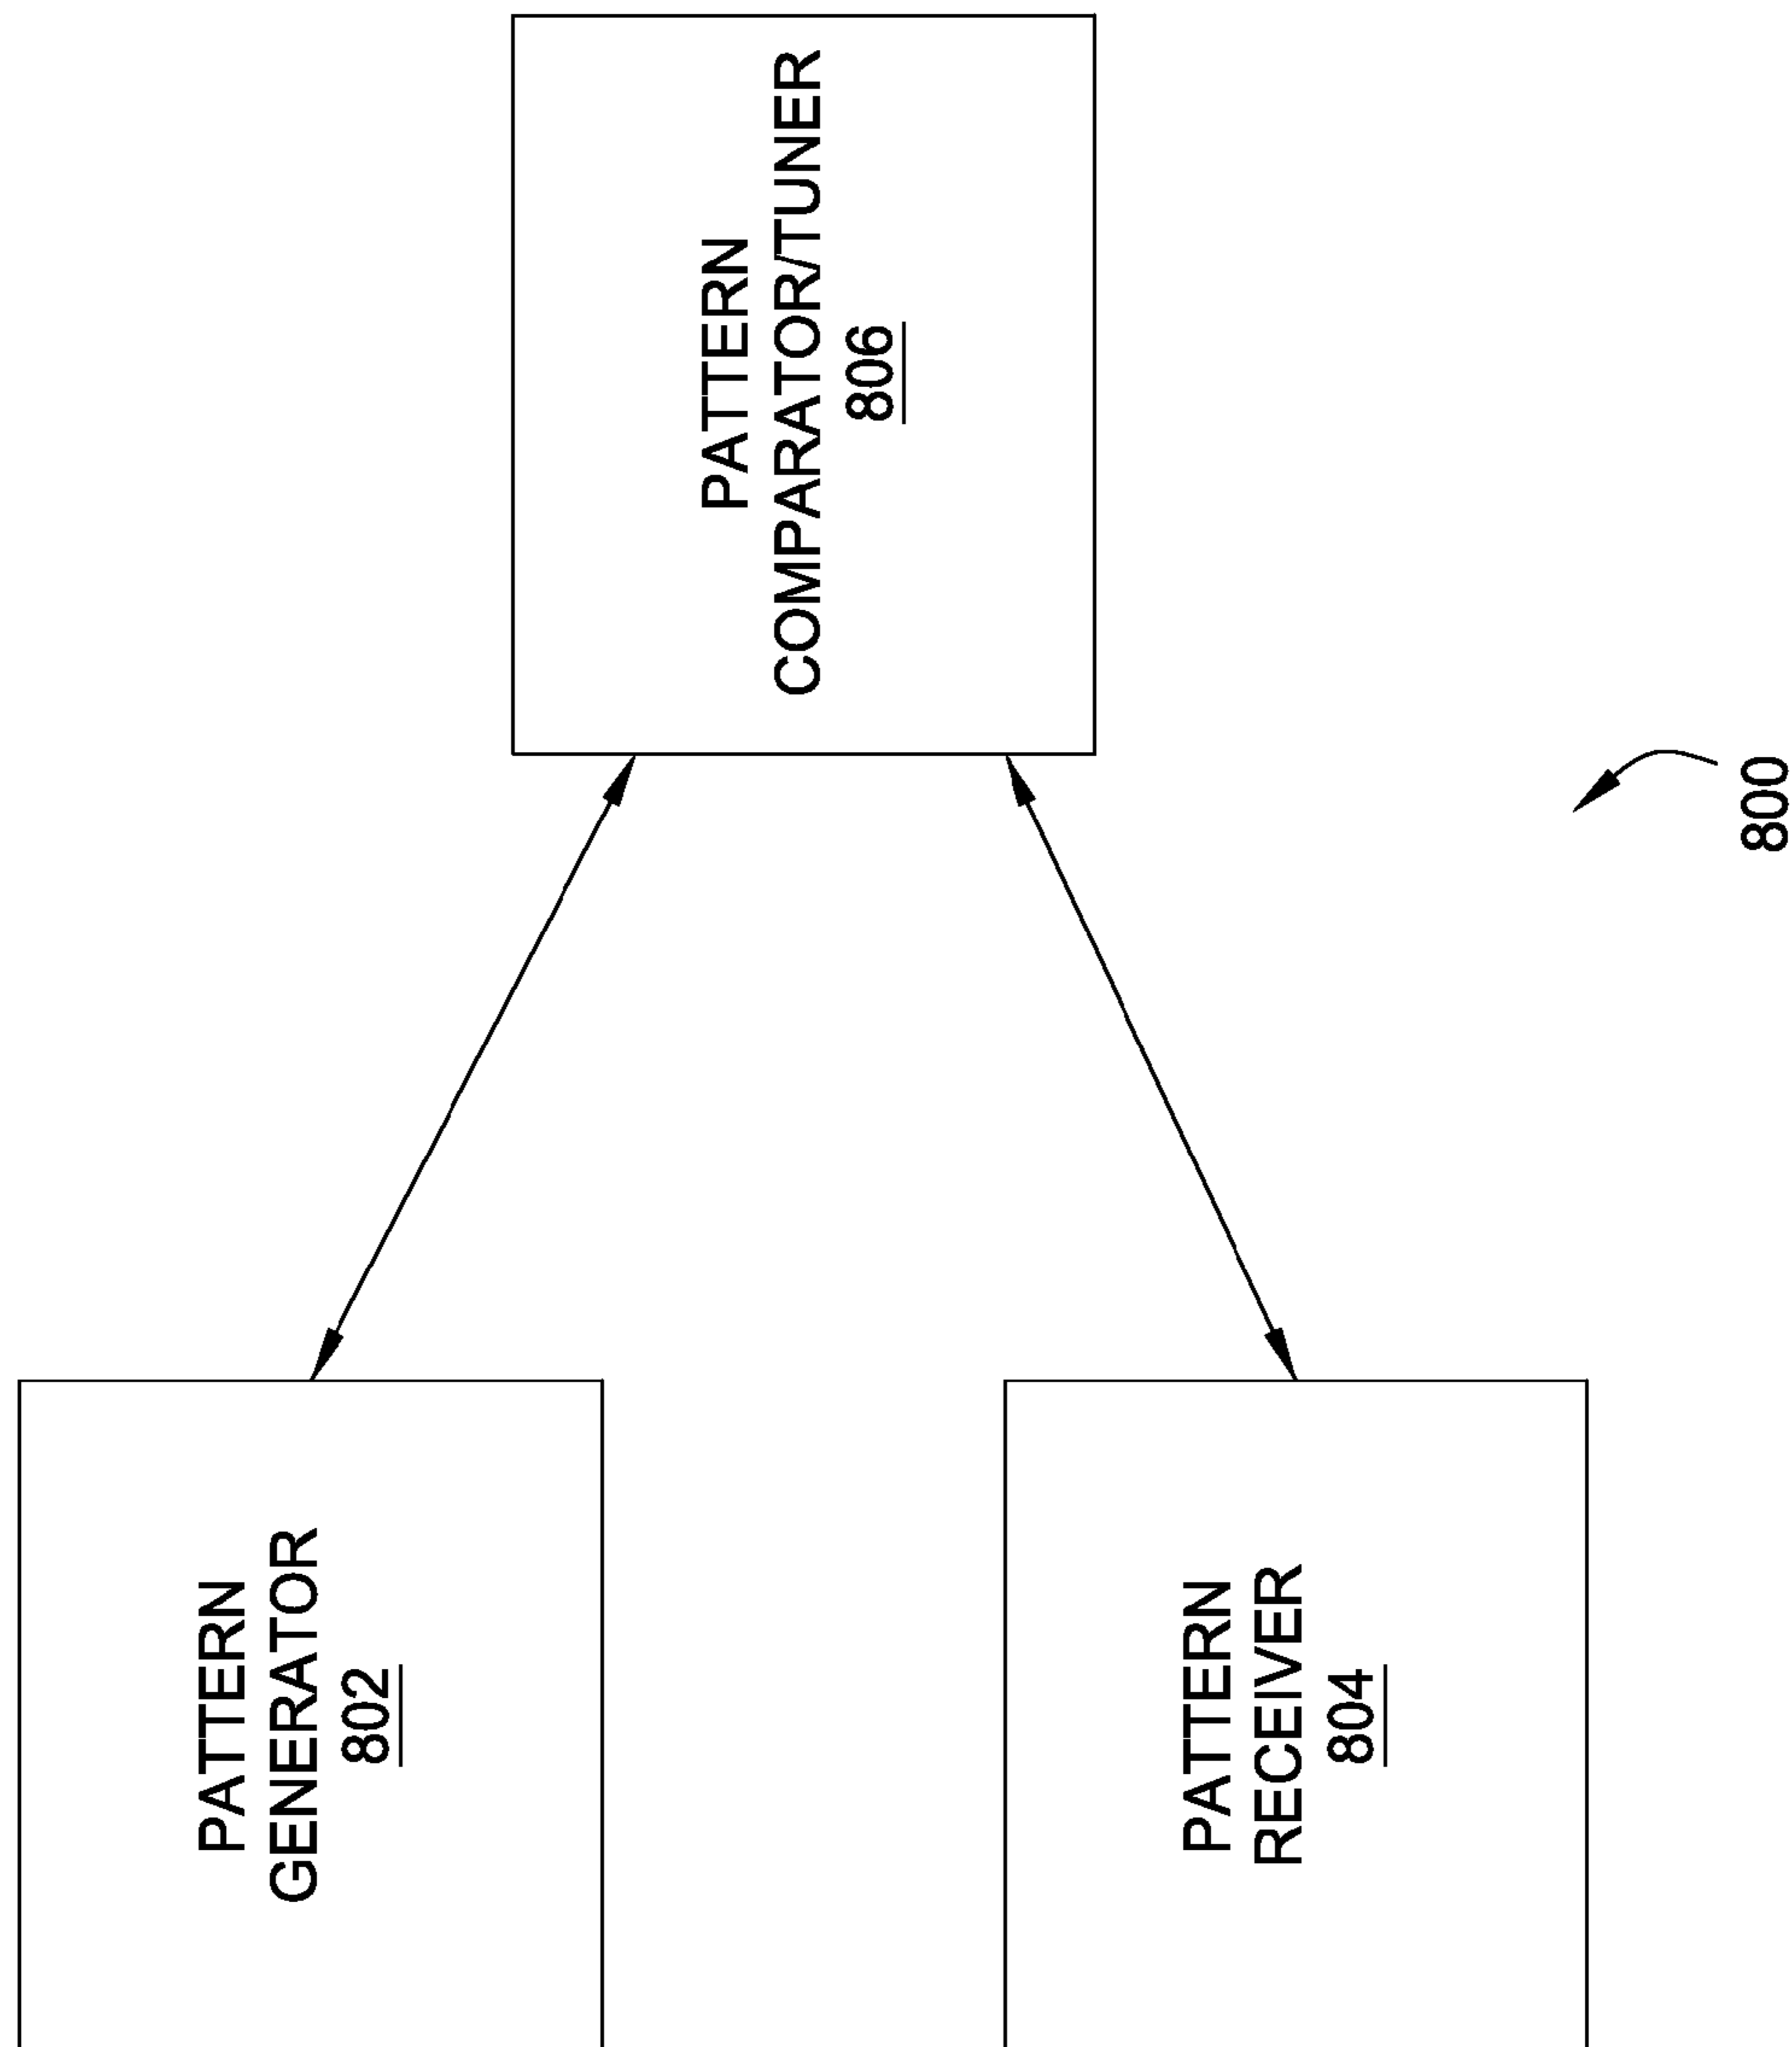 PATTERN
GENERATOR
802
PATTERN
RECEIVER
804
PATTERN
COMPARATOR/TUNER
806
800